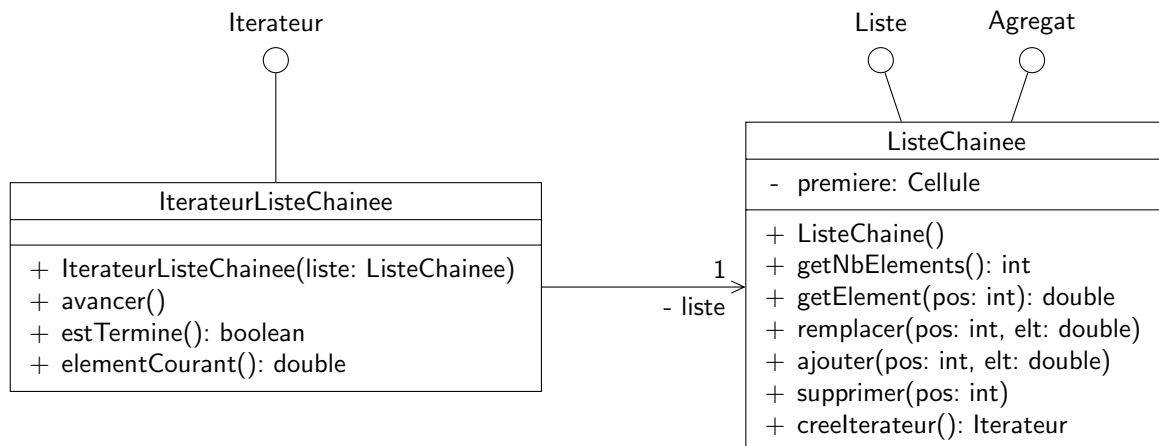 Iterateur
Liste
Agregat
IterateurListeChainee
+ IterateurListeChainee(liste: ListeChainee)
+ avancer()
+ estTermine(): boolean
+ elementCourant(): double
1
- liste
ListeChainee
- premiere: Cellule
+ ListeChaine()
+ getNbElements(): int
+ getElement(pos: int): double
+ remplacer(pos: int, elt: double)
+ ajouter(pos: int, elt: double)
+ supprimer(pos: int)
+ creeIterateur(): Iterateur